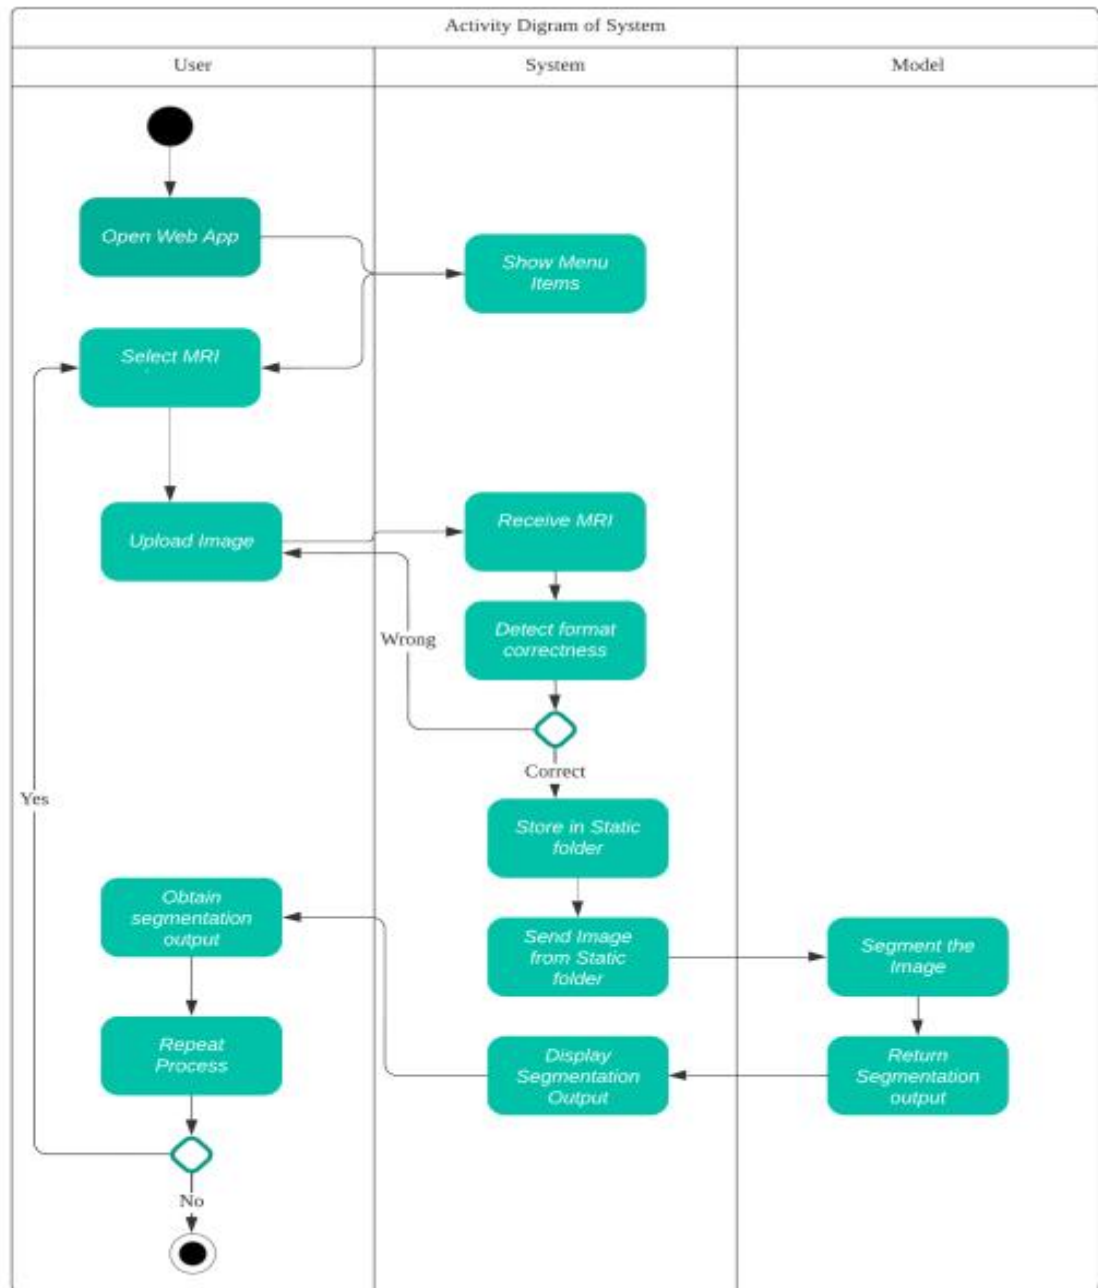 Activity Digram of System
User
System
Model
Open Web App
Show Menu
Items
Select MRI
Upload Image
Receive MRI
Detect format
correctness
Wrong
Correct
Yes
Store in Static
folder
Obtain
segmentation
output
Send Image
from Static
folder
Segment the
Image
Repeat
Process
Display
Segmentation
Output
Return
Segmentation
output
No